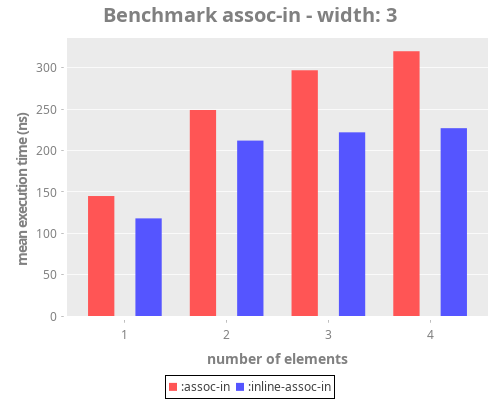 Benchmark assoc-in - width: 3
mean execution time (ns)
300
250
200
150
100
50
0
1 2 3 4
number of elements
:assoc-in :inline-assoc-in